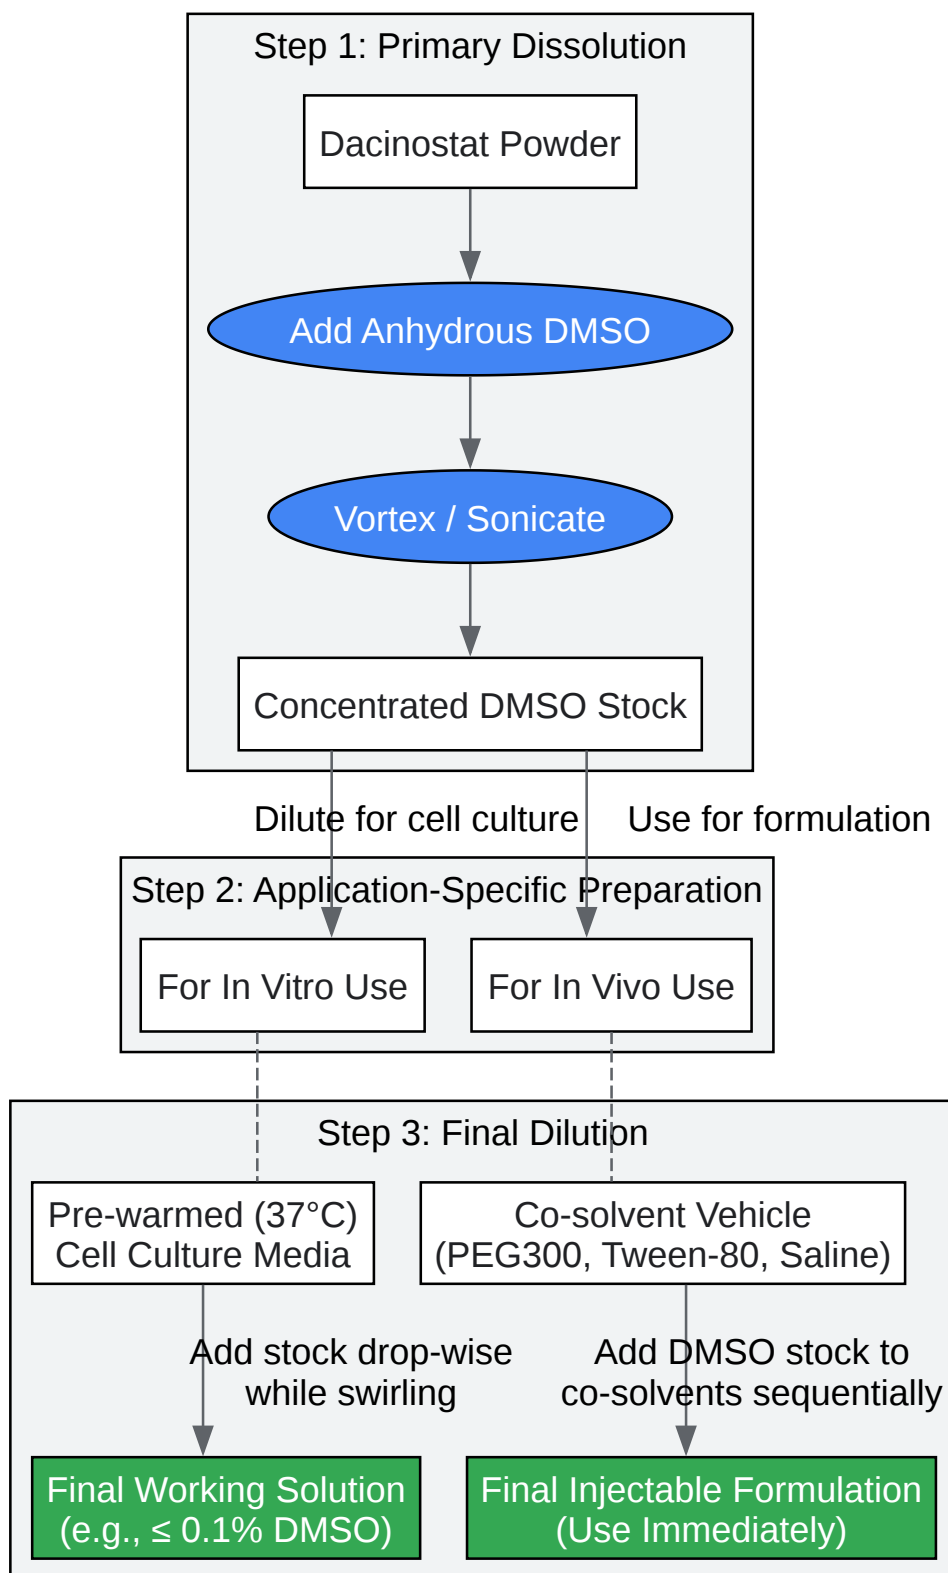 Step 1: Primary Dissolution
Dacinostat Powder
Add Anhydrous DMSO
Vortex / Sonicate
Concentrated DMSO Stock
Dilute for cell culture
Use for formulation
Step 2: Application-Specific Preparation
For In Vitro Use
For In Vivo Use
Step 3: Final Dilution
Pre-warmed (37°C)
Cell Culture Media
Co-solvent Vehicle
(PEG300, Tween-80, Saline)
Add stock drop-wise
while swirling
Add DMSO stock to
co-solvents sequentially
Final Working Solution
(e.g., ≤ 0.1% DMSO)
Final Injectable Formulation
(Use Immediately)